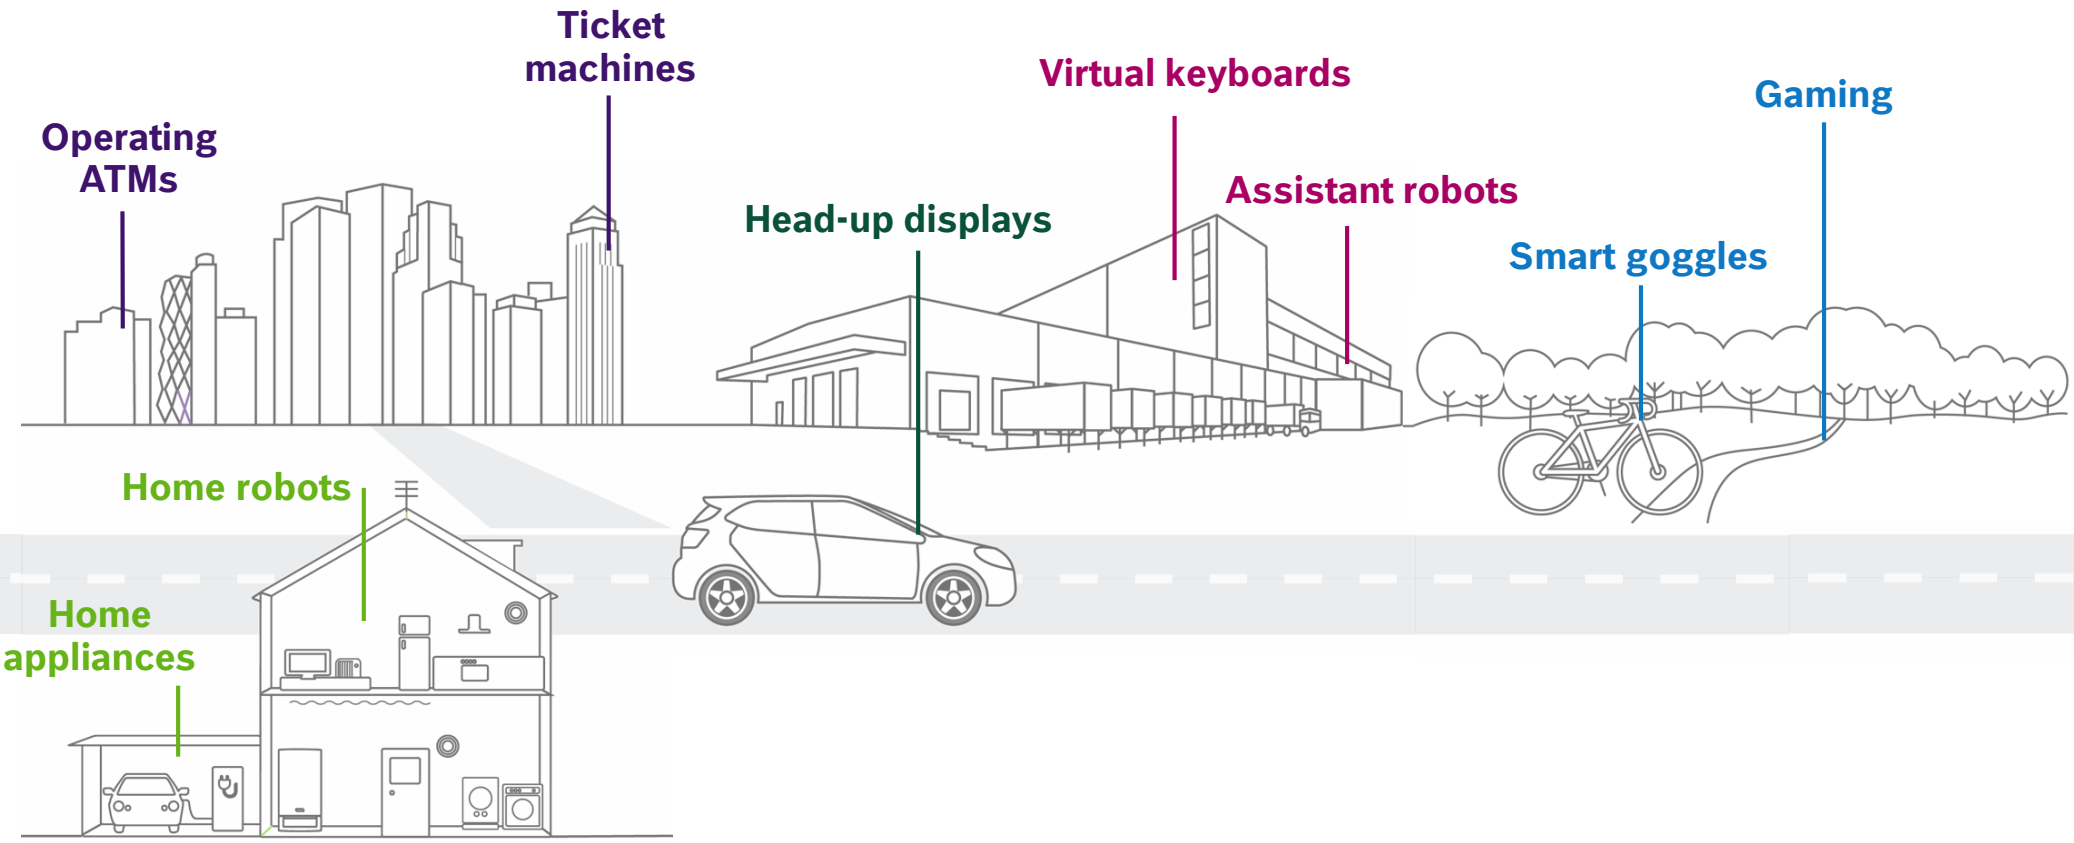 Ticket
machines
Operating
ATMs
Virtual keyboards
Gaming
Assistant robots
Head-up displays
Smart goggles
Home robots
Home
appliances